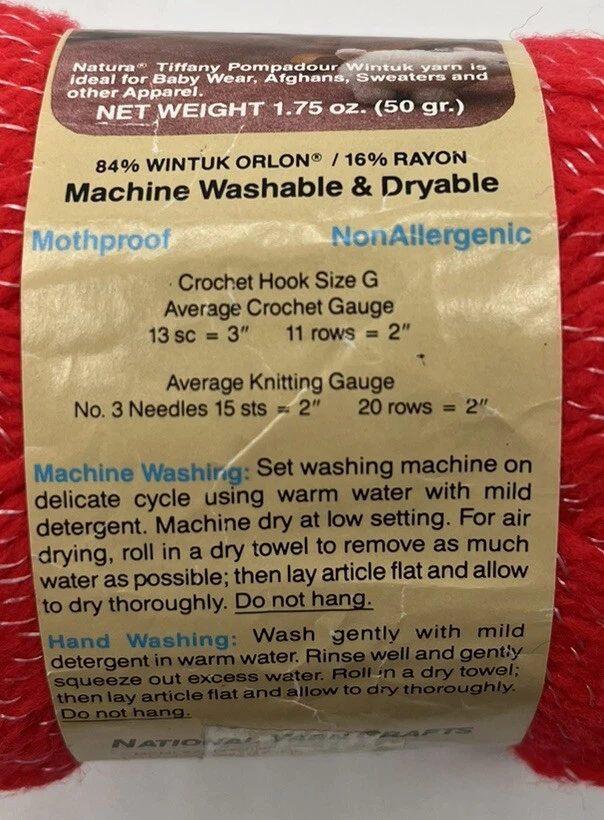 Natura® Tiffany Pompadour Wintuk yarn is
ideal for Baby Wear, Afghans, Sweaters and
other Apparel.
NET WEIGHT 1.75 oz. (50 gr.)
84% WINTUK ORLON® / 16% RAYON
Machine Washable & Dryable
Mothproof NonAllergenic
Crochet Hook Size G
Average Crochet Gauge
13 sc = 3" 11 rows = 2"
Average Knitting Gauge
No. 3 Needles 15 sts = 2" 20 rows = 2"
Machine Washing: Set washing machine on
delicate cycle using warm water with mild
detergent. Machine dry at low setting. For air
drying, roll in a dry towel to remove as much
water as possible; then lay article flat and allow
to dry thoroughly. Do not hang.
Hand Washing: Wash gently with mild
detergent in warm water. Rinse well and gently
squeeze out excess water. Roll in a dry towel;
then lay article flat and allow to dry thoroughly.
Do not hang.
NATIONAL YARN CRAFTS